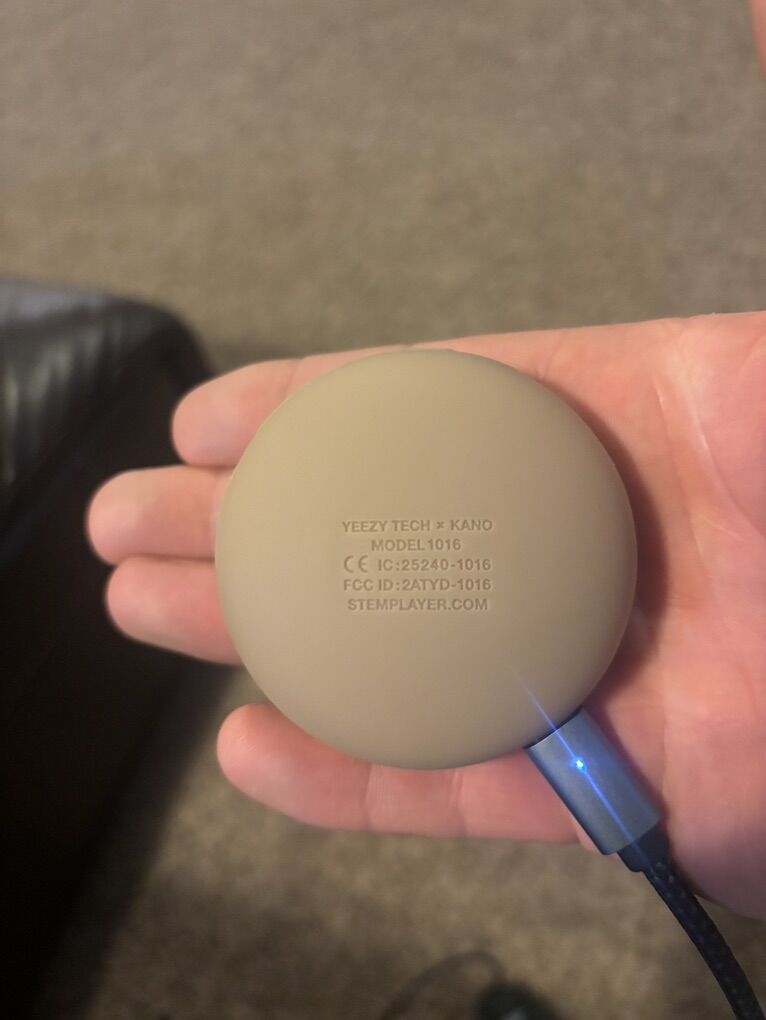 YEEZY TECH × KANO
MODEL 1016
CE IC:25240-1016
FCC ID:2ATYD-1016
STEMPLAYER.COM